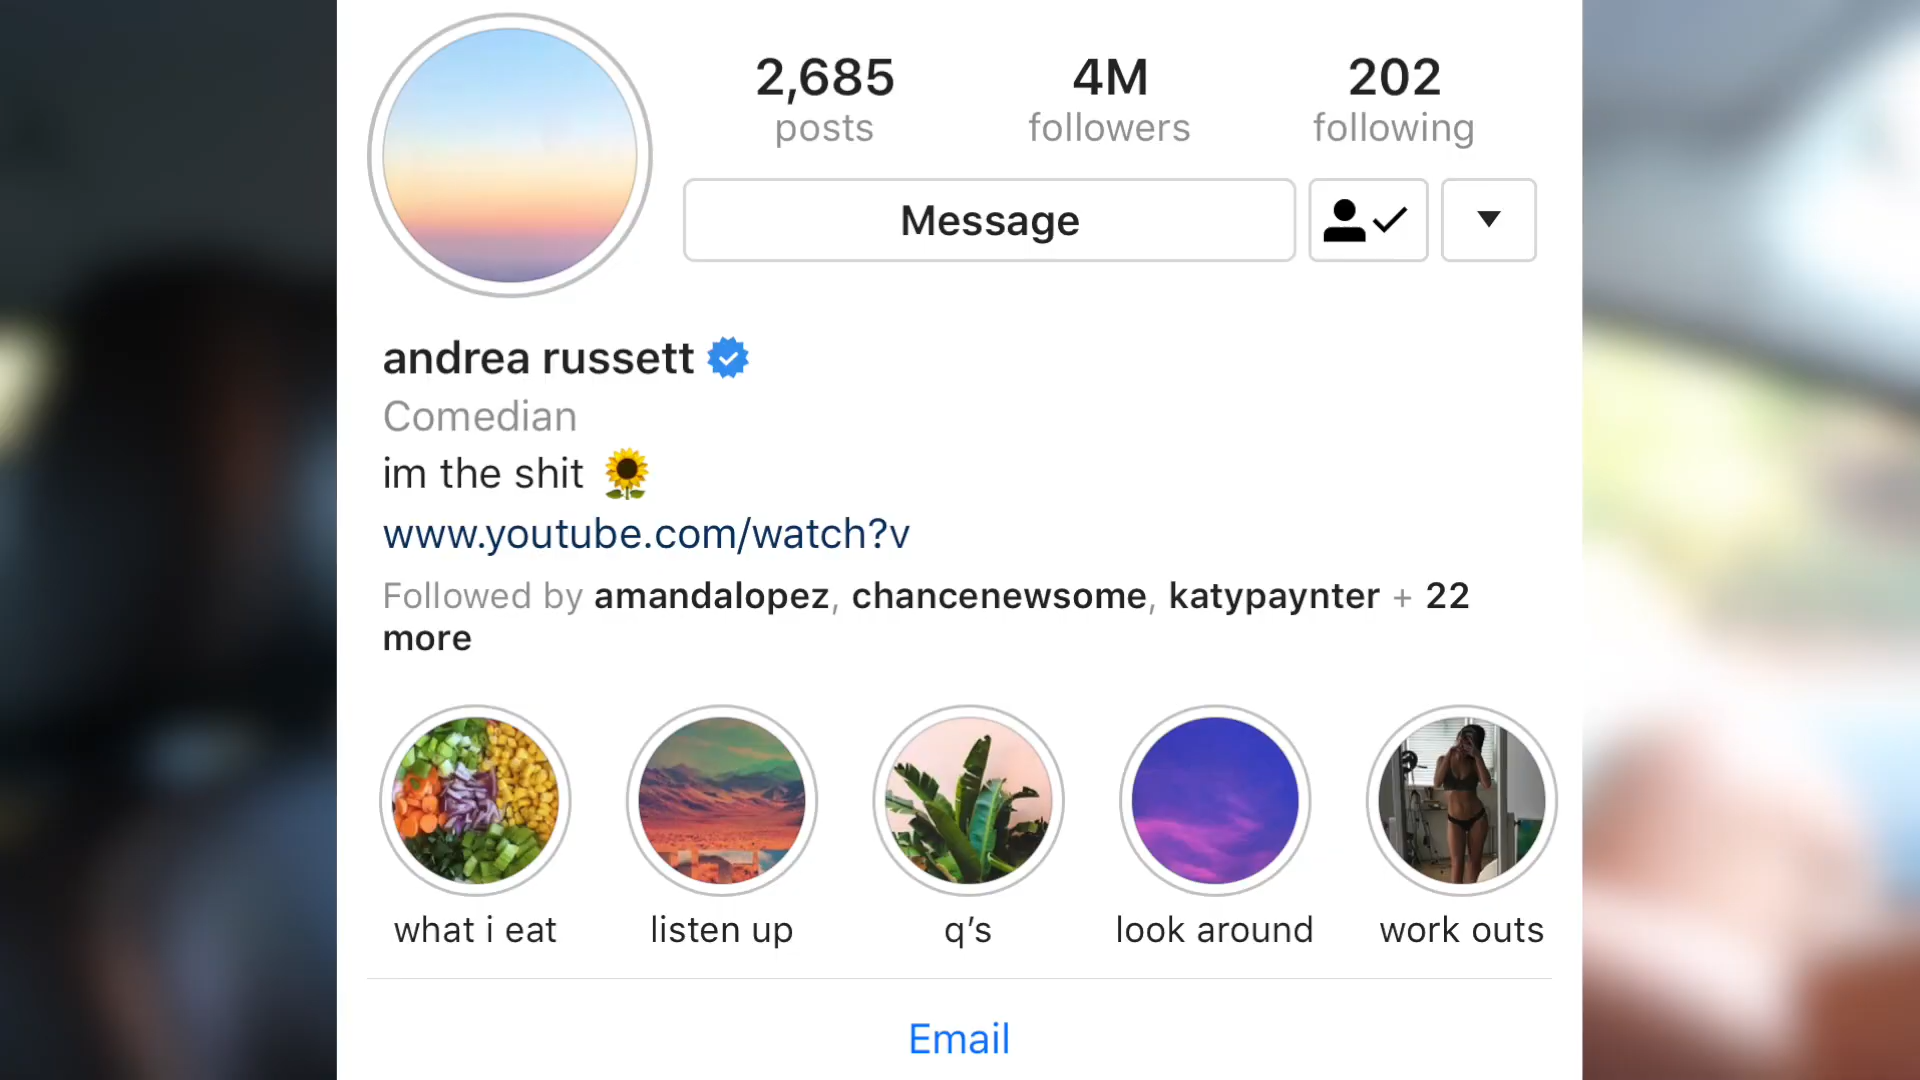 2,685 4M 202
posts followers following
Message
andrea russett
Comedian
im the shit 🌻
www.youtube.com/watch?v
Followed by amandalopez, chancenewsome, katypaynter + 22
more
what i eat listen up q’s look around work outs
Email